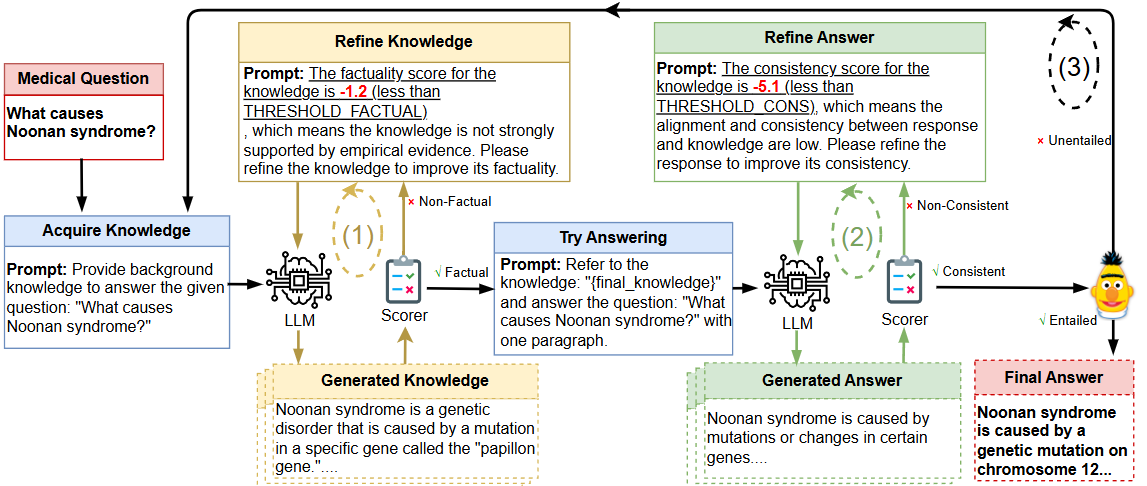 Medical Question
What causes
Noonan syndrome?
Acquire Knowledge
Prompt: Provide background
knowledge to answer the given
question: "What causes
Noonan syndrome?"
Refine Knowledge
Prompt: The factuality score for the
knowledge is -1.2 (less than
THRESHOLD_FACTUAL)
, which means the knowledge is not strongly
supported by empirical evidence. Please
refine the knowledge to improve its factuality.
(1)
× Non-Factual
LLM
Scorer
√ Factual
Generated Knowledge
Noonan syndrome is a genetic
disorder that is caused by a mutation
in a specific gene called the "papillon
gene."....
Try Answering
Prompt: Refer to the
knowledge: "{final_knowledge}"
and answer the question: "What
causes Noonan syndrome?" with
one paragraph.
Refine Answer
Prompt: The consistency score for the
knowledge is -5.1 (less than
THRESHOLD_CONS), which means the
alignment and consistency between response
and knowledge are low. Please refine the
response to improve its consistency.
(2)
× Non-Consistent
LLM
Scorer
√ Consistent
Generated Answer
Noonan syndrome is caused by
mutations or changes in certain
genes....
(3)
× Unentailed
√ Entailed
Final Answer
Noonan syndrome
is caused by a
genetic mutation on
chromosome 12...